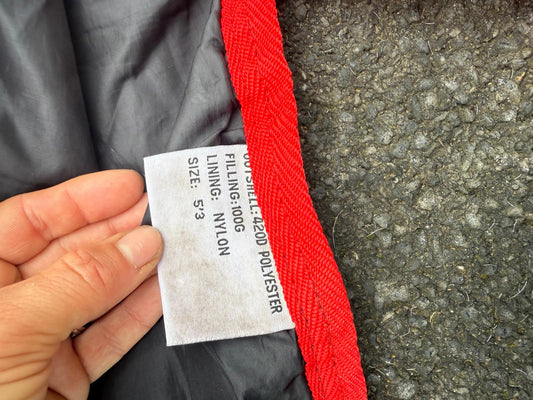 OUTSHELL: 420D POLYESTER
FILLING: 100G
LINING: NYLON
SIZE: 5'3